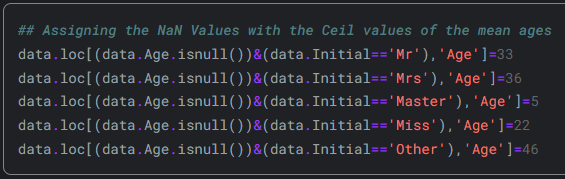 ## Assigning the NaN Values with the Ceil values of the mean ages
data.loc[(data.Age.isnull())&(data.Initial=='Mr'),'Age']=33
data.loc[(data.Age.isnull())&(data.Initial=='Mrs'),'Age']=36
data.loc[(data.Age.isnull())&(data.Initial=='Master'),'Age']=5
data.loc[(data.Age.isnull())&(data.Initial=='Miss'),'Age']=22
data.loc[(data.Age.isnull())&(data.Initial=='Other'),'Age']=46